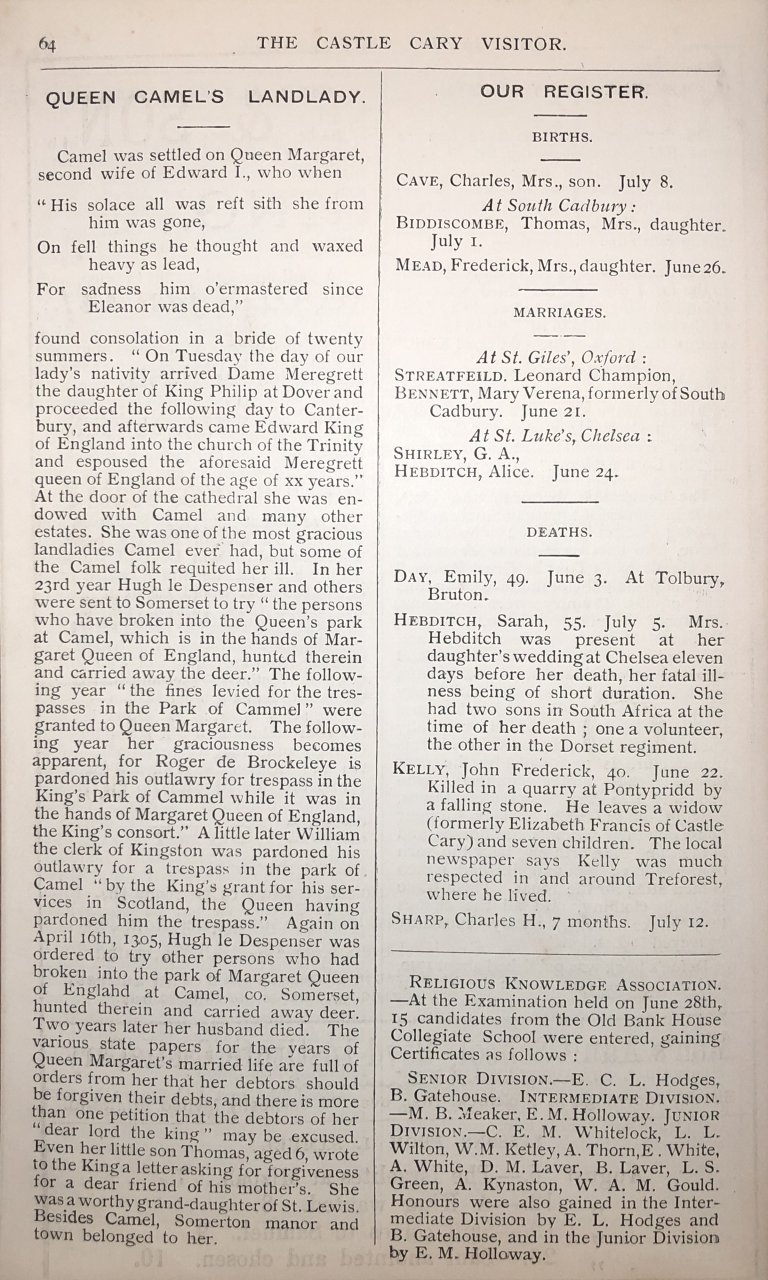 64
THE CASTLE CARY VISITOR.
QUEEN CAMEL'S LANDLADY.
Camel was settled on Queen Margaret,
second wife of Edward I., who when
“ His solace all was reft sith she from
him was gone,
On fell things he thought and waxed
heavy as lead,
For sadness him o'ermastered since
Eleanor was dead,”
found consolation in a bride of twenty
summers. “ On Tuesday the day of our
lady's nativity arrived Dame Meregrett
the daughter of King Philip at Dover and
proceeded the following day to Canter-
bury, and afterwards came Edward King
of England into the church of the Trinity
and espoused the aforesaid Meregrett
queen of England of the age of xx years.”
At the door of the cathedral she was en-
dowed with Camel and many other
estates. She was one of the most gracious
landladies Camel ever had, but some of
the Camel folk requited her ill. In her
23rd year Hugh le Despenser and others
were sent to Somerset to try “ the persons
who have broken into the Queen's park
at Camel, which is in the hands of Mar-
garet Queen of England, hunted therein
and carried away the deer.” The follow-
ing year “ the fines levied for the tres-
passes in the Park of Cammel ” were
granted to Queen Margaret. The follow-
ing year her graciousness becomes
apparent, for Roger de Brockeleye is
pardoned his outlawry for trespass in the
King's Park of Cammel while it was in
the hands of Margaret Queen of England,
the King's consort.” A little later William
the clerk of Kingston was pardoned his
outlawry for a trespass in the park of
Camel “ by the King's grant for his ser-
vices in Scotland, the Queen having
pardoned him the trespass.” Again on
April 16th, 1305, Hugh le Despenser was
ordered to try other persons who had
broken into the park of Margaret Queen
of Englahd at Camel, co. Somerset,
hunted therein and carried away deer.
Two years later her husband died. The
various state papers for the years of
Queen Margaret's married life are full of
orders from her that her debtors should
be forgiven their debts, and there is more
than one petition that the debtors of her
“ dear lord the king ” may be excused.
Even her little son Thomas, aged 6, wrote
to the King a letter asking for forgiveness
for a dear friend of his mother's. She
was a worthy grand-daughter of St. Lewis.
Besides Camel, Somerton manor and
town belonged to her.
OUR REGISTER.
BIRTHS.
CAVE, Charles, Mrs., son. July 8.
At South Cadbury :
BIDDISCOMBE, Thomas, Mrs., daughter.
July 1.
MEAD, Frederick, Mrs., daughter. June 26.
MARRIAGES.
At St. Giles', Oxford :
STREATFEILD. Leonard Champion,
BENNETT, Mary Verena, formerly of South
Cadbury. June 21.
At St. Luke's, Chelsea :
SHIRLEY, G. A.,
HEBDITCH, Alice. June 24.
DEATHS.
DAY, Emily, 49. June 3. At Tolbury,
Bruton.
HEBDITCH, Sarah, 55. July 5. Mrs.
Hebditch was present at her
daughter's wedding at Chelsea eleven
days before her death, her fatal ill-
ness being of short duration. She
had two sons in South Africa at the
time of her death ; one a volunteer,
the other in the Dorset regiment.
KELLY, John Frederick, 40. June 22.
Killed in a quarry at Pontypridd by
a falling stone. He leaves a widow
(formerly Elizabeth Francis of Castle
Cary) and seven children. The local
newspaper says Kelly was much
respected in and around Treforest,
where he lived.
SHARP, Charles H., 7 months. July 12.
RELIGIOUS KNOWLEDGE ASSOCIATION.
—At the Examination held on June 28th,
15 candidates from the Old Bank House
Collegiate School were entered, gaining
Certificates as follows :
SENIOR DIVISION.—E. C. L. Hodges,
B. Gatehouse. INTERMEDIATE DIVISION.
—M. B. Meaker, E. M. Holloway. JUNIOR
DIVISION.—C. E. M. Whitelock, L. L.
Wilton, W.M. Ketley, A. Thorn,E . White,
A. White, D. M. Laver, B. Laver, L. S.
Green, A. Kynaston, W. A. M. Gould.
Honours were also gained in the Inter-
mediate Division by E. L. Hodges and
B. Gatehouse, and in the Junior Division
by E. M. Holloway.